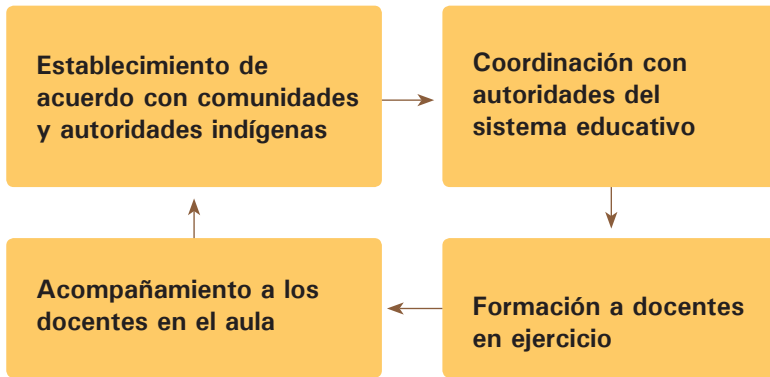 Establecimiento de
acuerdo con comunidades
y autoridades indígenas
Coordinación con
autoridades del
sistema educativo
Formación a docentes
en ejercicio
Acompañamiento a los
docentes en el aula